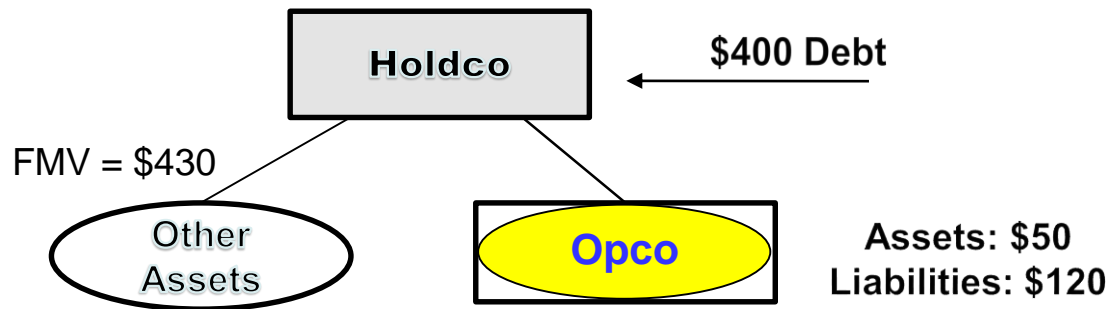 Holdco
$400 Debt
FMV = $430
Other
Assets
Opco
Assets: $50
Liabilities: $120